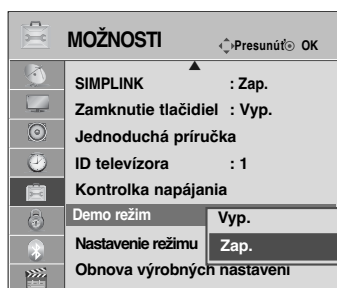 MOŽNOSTI
Presunúť OK
SIMPLINK : Zap.
Zamknutie tlačidiel : Vyp.
Jednoduchá príručka
ID televízora : 1
Kontrolka napájania
Demo režim
Vyp.
Nastavenie režimu
Zap.
Obnova výrobných nastavení